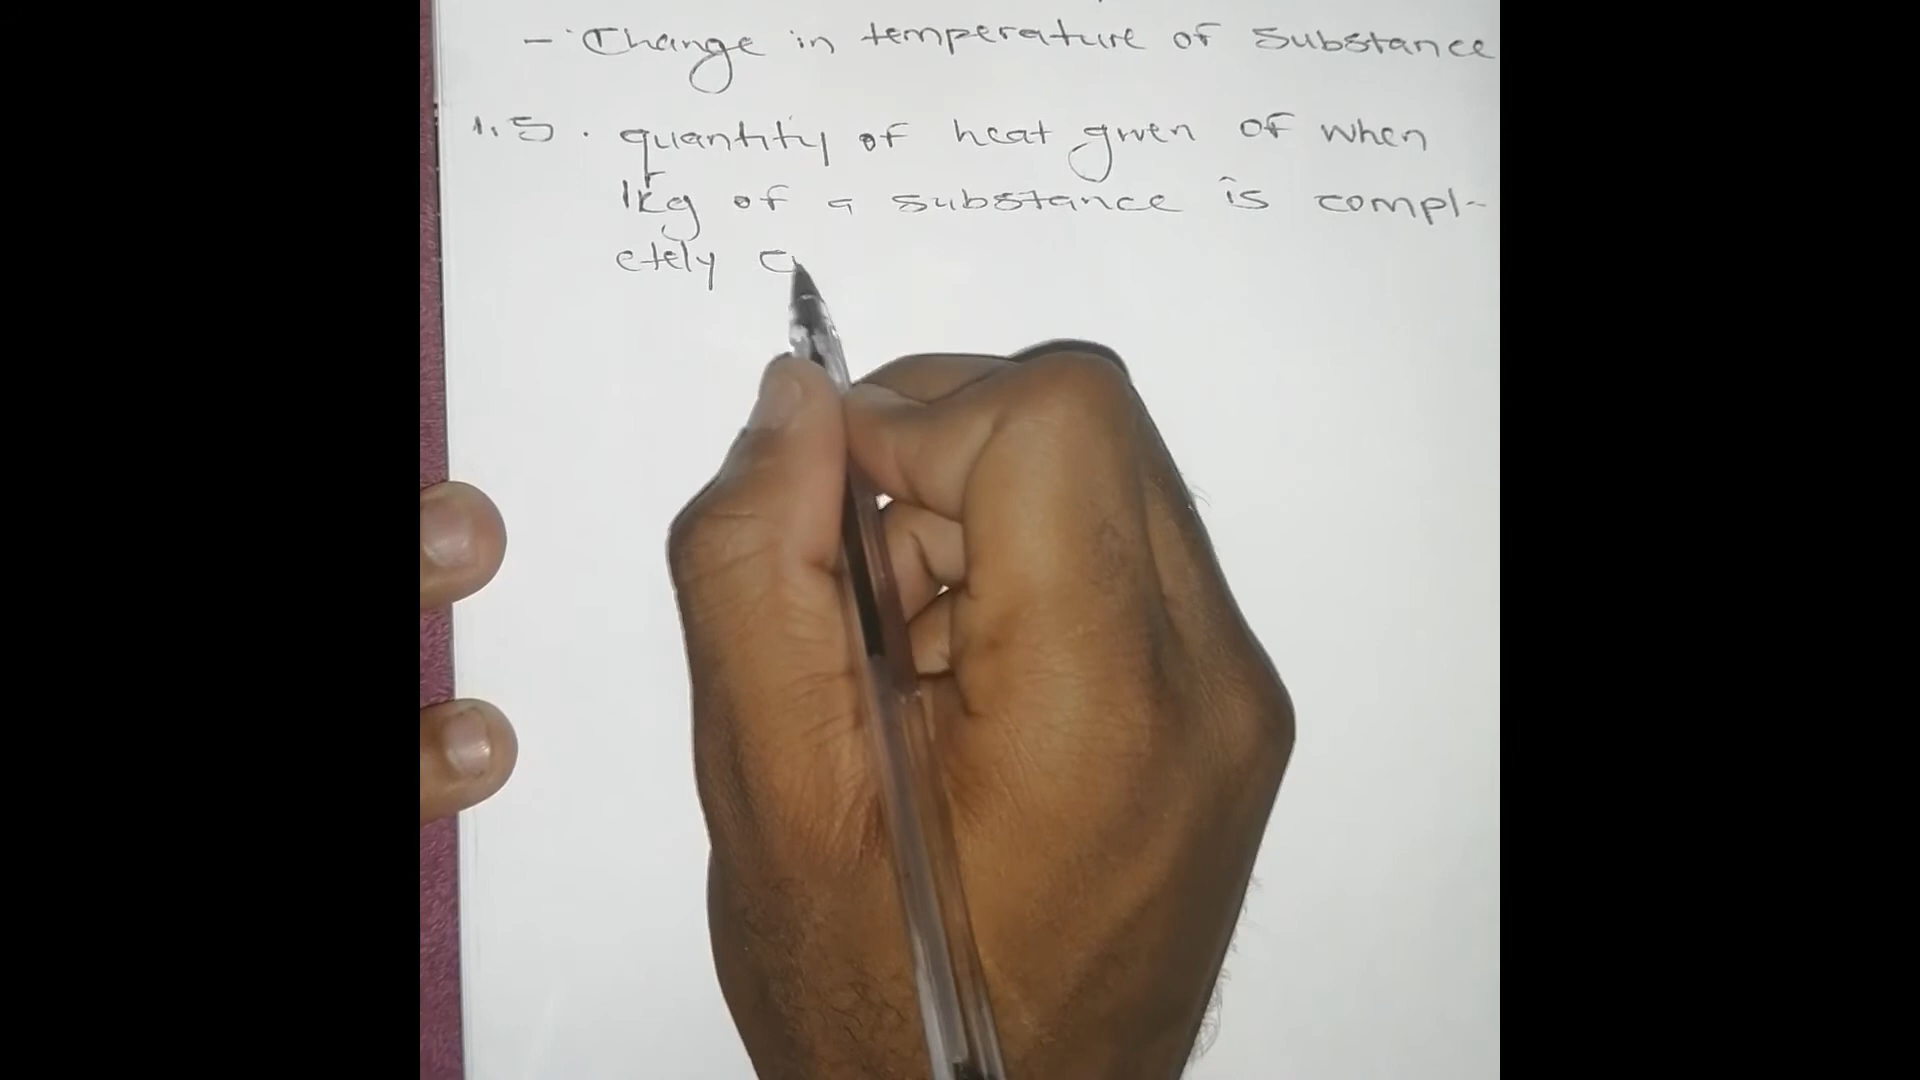 - Change in temperature of substance
1.5. quantity of heat given of when
1kg of a substance is compl-
etely c